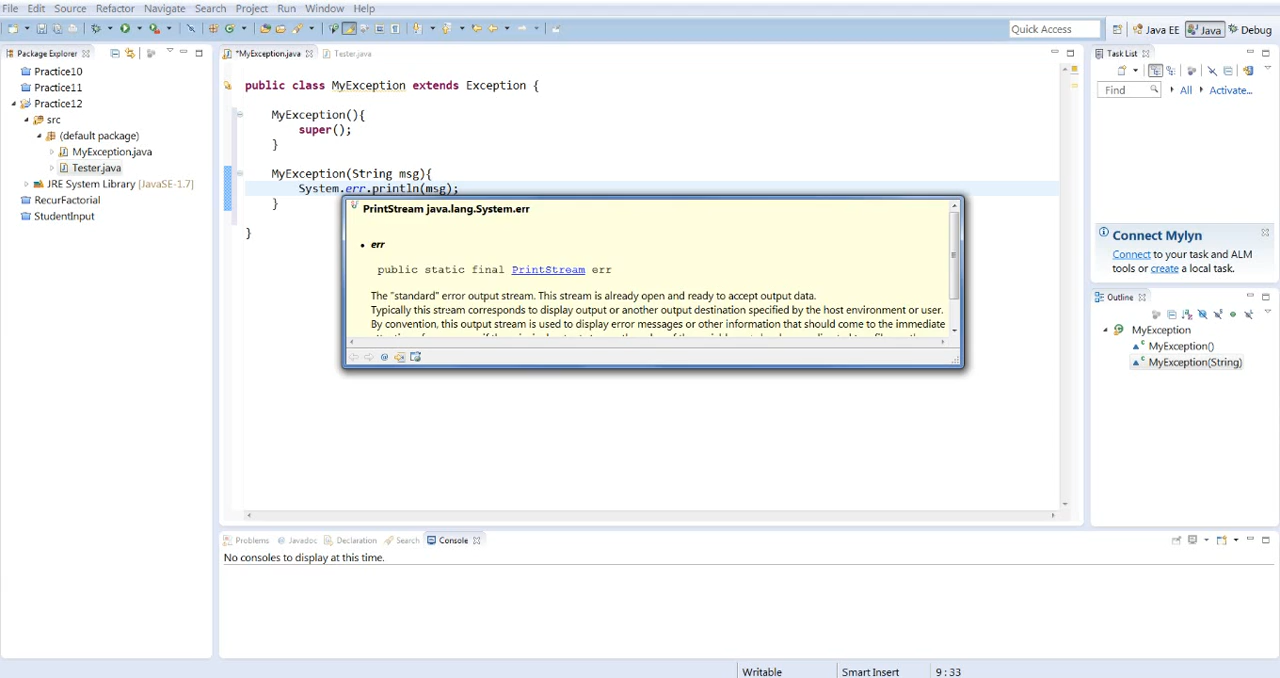 File Edit Source Refactor Navigate Search Project Run Window Help
Quick Access
Java EE
Java
Debug
Package Explorer
Practice10
Practice11
Practice12
src
(default package)
MyException.java
Tester.java
JRE System Library [JavaSE-1.7]
RecurFactorial
StudentInput
*MyException.java
Tester.java
public class MyException extends Exception {
MyException(){
super();
}
MyException(String msg){
System.err.println(msg);
}
}
PrintStream java.lang.System.err
• err
public static final PrintStream err
The "standard" error output stream. This stream is already open and ready to accept output data.
Typically this stream corresponds to display output or another output destination specified by the host environment or user.
By convention, this output stream is used to display error messages or other information that should come to the immediate
Task List
Find
All
Activate...
Connect Mylyn
Connect to your task and ALM
tools or create a local task.
Outline
MyException
MyException()
MyException(String)
Problems
Javadoc
Declaration
Search
Console
No consoles to display at this time.
Writable
Smart Insert
9 : 33